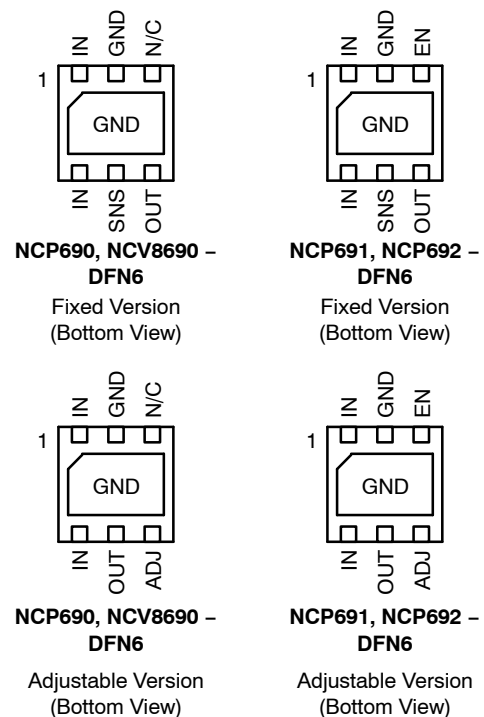 IN GND N/C
1
GND
IN SNS OUT
NCP690, NCV8690 –
DFN6
Fixed Version
(Bottom View)
IN GND EN
1
GND
IN SNS OUT
NCP691, NCP692 –
DFN6
Fixed Version
(Bottom View)
IN GND N/C
1
GND
IN OUT ADJ
NCP690, NCV8690 –
DFN6
Adjustable Version
(Bottom View)
IN GND EN
1
GND
IN OUT ADJ
NCP691, NCP692 –
DFN6
Adjustable Version
(Bottom View)